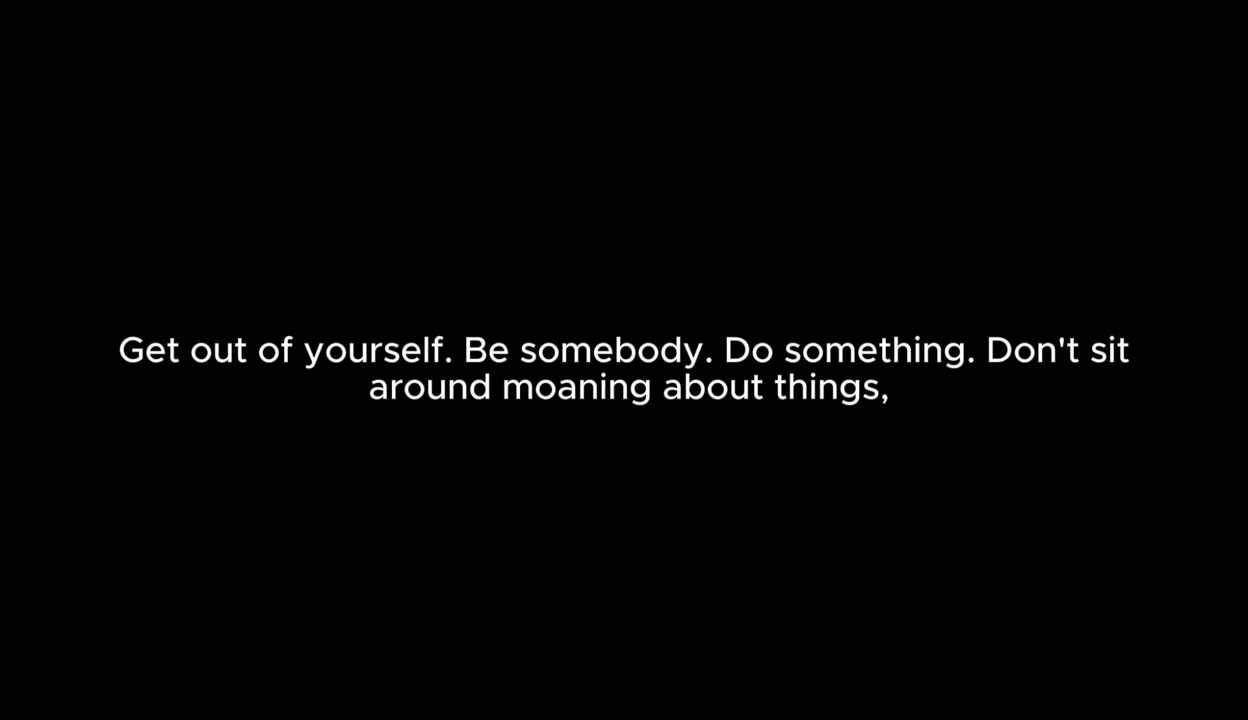 Get out of yourself. Be somebody. Do something. Don't sit
around moaning about things,